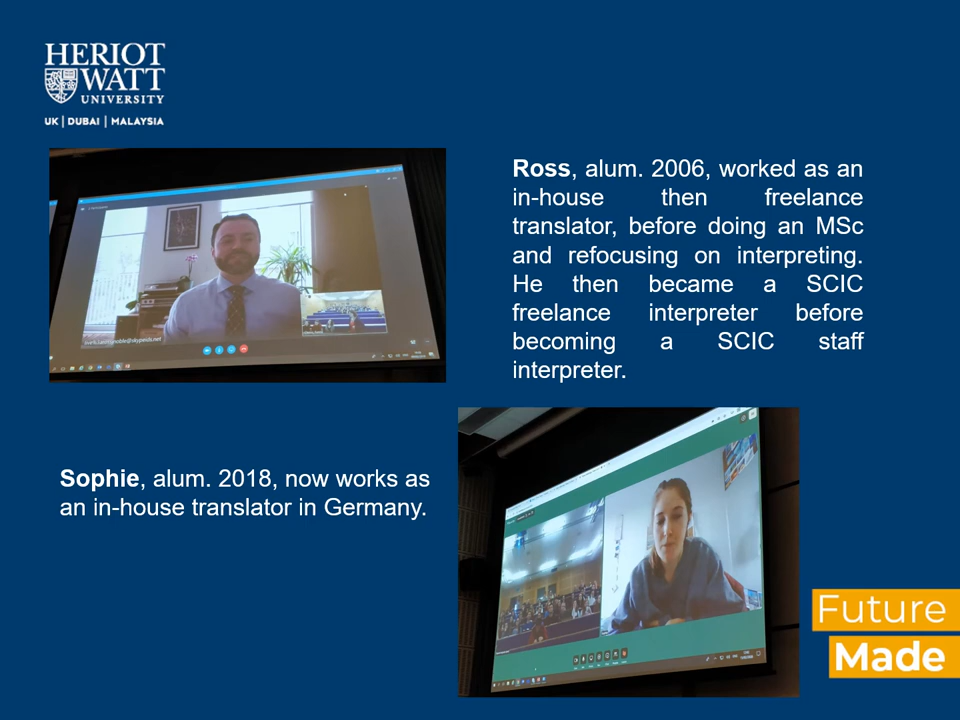 HERIOT
WATT
UNIVERSITY
UK | DUBAI | MALAYSIA
Ross, alum. 2006, worked as an
in-house then freelance
translator, before doing an MSc
and refocusing on interpreting.
He then became a SCIC
freelance interpreter before
becoming a SCIC staff
interpreter.
Sophie, alum. 2018, now works as
an in-house translator in Germany.
Future
Made